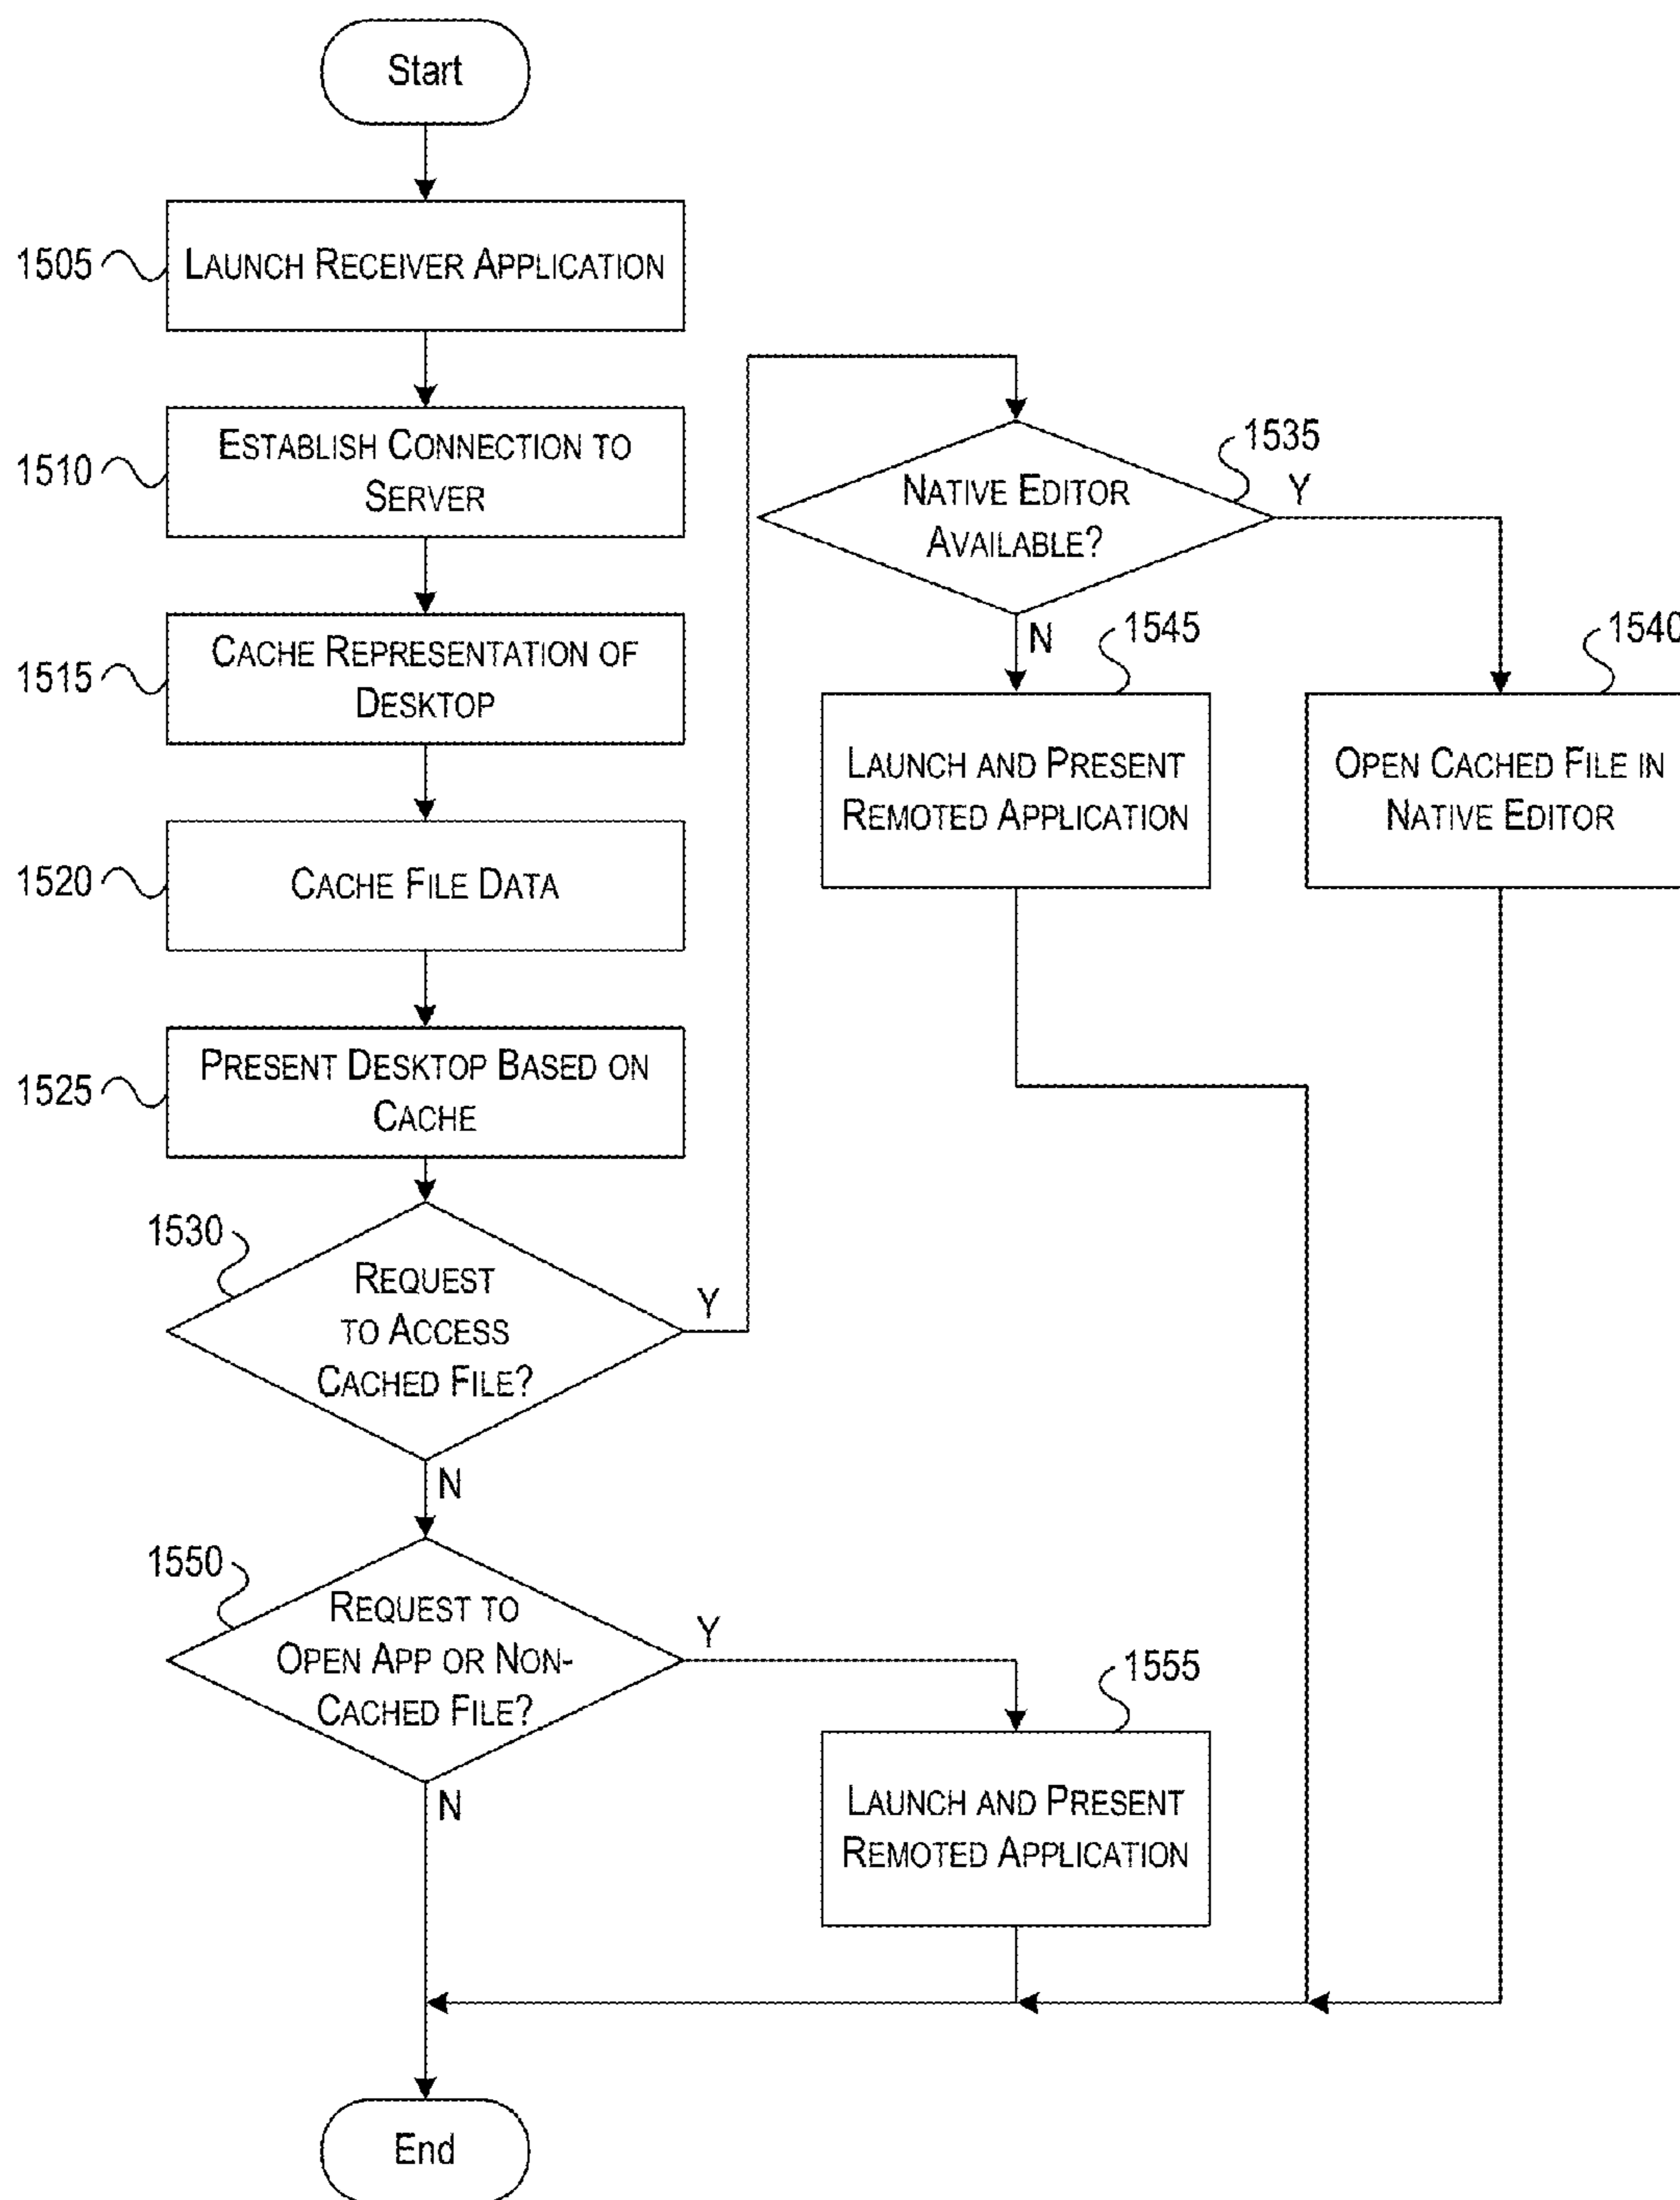 Start
1505
LAUNCH RECEIVER APPLICATION
1510
ESTABLISH CONNECTION TO
SERVER
1515
CACHE REPRESENTATION OF
DESKTOP
1520
CACHE FILE DATA
1525
PRESENT DESKTOP BASED ON
CACHE
1530
REQUEST
TO ACCESS
CACHED FILE?
Y
N
1535
NATIVE EDITOR
AVAILABLE?
Y
N
1545
LAUNCH AND PRESENT
REMOTED APPLICATION
1540
OPEN CACHED FILE IN
NATIVE EDITOR
1550
REQUEST TO
OPEN APP OR NON-
CACHED FILE?
Y
N
1555
LAUNCH AND PRESENT
REMOTED APPLICATION
End